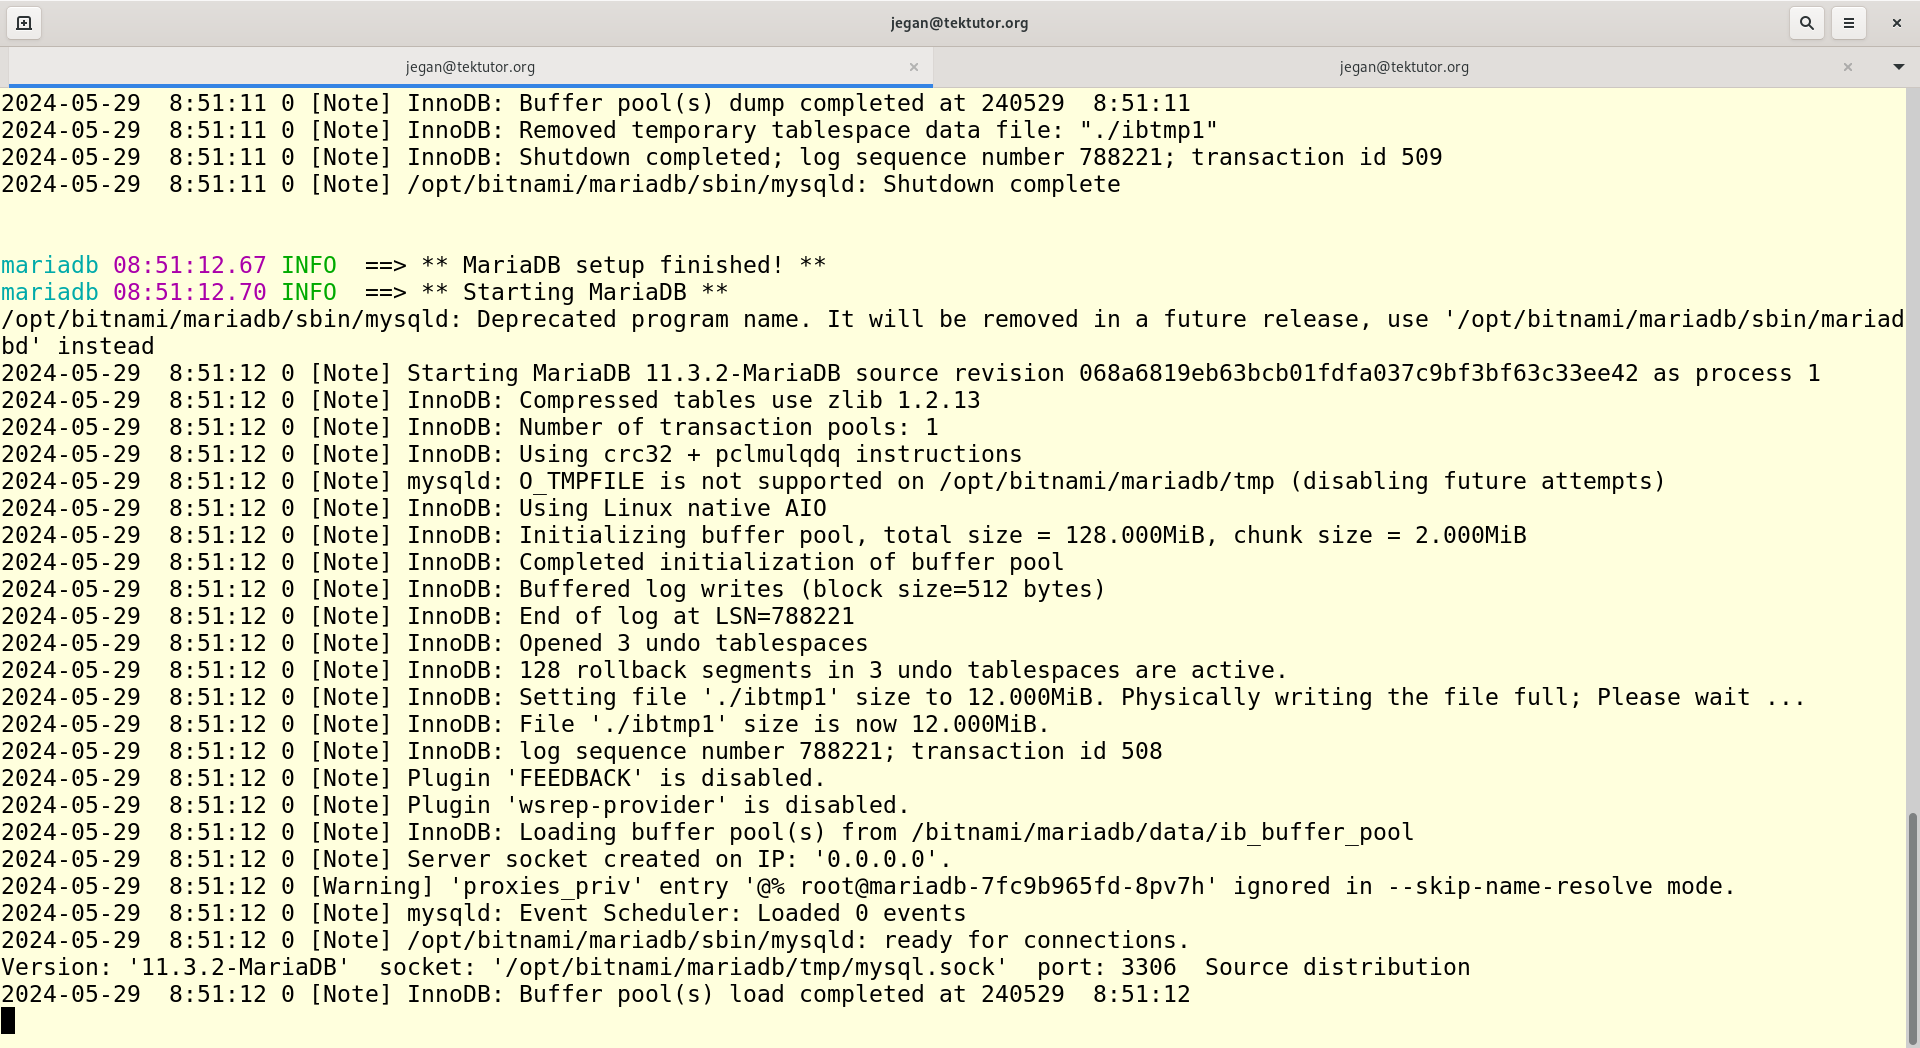 jegan@tektutor.org
jegan@tektutor.org
jegan@tektutor.org
2024-05-29  8:51:11 0 [Note] InnoDB: Buffer pool(s) dump completed at 240529  8:51:11
2024-05-29  8:51:11 0 [Note] InnoDB: Removed temporary tablespace data file: "./ibtmp1"
2024-05-29  8:51:11 0 [Note] InnoDB: Shutdown completed; log sequence number 788221; transaction id 509
2024-05-29  8:51:11 0 [Note] /opt/bitnami/mariadb/sbin/mysqld: Shutdown complete
mariadb 08:51:12.67 INFO  ==> ** MariaDB setup finished! **
mariadb 08:51:12.70 INFO  ==> ** Starting MariaDB **
/opt/bitnami/mariadb/sbin/mysqld: Deprecated program name. It will be removed in a future release, use '/opt/bitnami/mariadb/sbin/mariad
bd' instead
2024-05-29  8:51:12 0 [Note] Starting MariaDB 11.3.2-MariaDB source revision 068a6819eb63bcb01fdfa037c9bf3bf63c33ee42 as process 1
2024-05-29  8:51:12 0 [Note] InnoDB: Compressed tables use zlib 1.2.13
2024-05-29  8:51:12 0 [Note] InnoDB: Number of transaction pools: 1
2024-05-29  8:51:12 0 [Note] InnoDB: Using crc32 + pclmulqdq instructions
2024-05-29  8:51:12 0 [Note] mysqld: O_TMPFILE is not supported on /opt/bitnami/mariadb/tmp (disabling future attempts)
2024-05-29  8:51:12 0 [Note] InnoDB: Using Linux native AIO
2024-05-29  8:51:12 0 [Note] InnoDB: Initializing buffer pool, total size = 128.000MiB, chunk size = 2.000MiB
2024-05-29  8:51:12 0 [Note] InnoDB: Completed initialization of buffer pool
2024-05-29  8:51:12 0 [Note] InnoDB: Buffered log writes (block size=512 bytes)
2024-05-29  8:51:12 0 [Note] InnoDB: End of log at LSN=788221
2024-05-29  8:51:12 0 [Note] InnoDB: Opened 3 undo tablespaces
2024-05-29  8:51:12 0 [Note] InnoDB: 128 rollback segments in 3 undo tablespaces are active.
2024-05-29  8:51:12 0 [Note] InnoDB: Setting file './ibtmp1' size to 12.000MiB. Physically writing the file full; Please wait ...
2024-05-29  8:51:12 0 [Note] InnoDB: File './ibtmp1' size is now 12.000MiB.
2024-05-29  8:51:12 0 [Note] InnoDB: log sequence number 788221; transaction id 508
2024-05-29  8:51:12 0 [Note] Plugin 'FEEDBACK' is disabled.
2024-05-29  8:51:12 0 [Note] Plugin 'wsrep-provider' is disabled.
2024-05-29  8:51:12 0 [Note] InnoDB: Loading buffer pool(s) from /bitnami/mariadb/data/ib_buffer_pool
2024-05-29  8:51:12 0 [Note] Server socket created on IP: '0.0.0.0'.
2024-05-29  8:51:12 0 [Warning] 'proxies_priv' entry '@% root@mariadb-7fc9b965fd-8pv7h' ignored in --skip-name-resolve mode.
2024-05-29  8:51:12 0 [Note] mysqld: Event Scheduler: Loaded 0 events
2024-05-29  8:51:12 0 [Note] /opt/bitnami/mariadb/sbin/mysqld: ready for connections.
Version: '11.3.2-MariaDB'  socket: '/opt/bitnami/mariadb/tmp/mysql.sock'  port: 3306  Source distribution
2024-05-29  8:51:12 0 [Note] InnoDB: Buffer pool(s) load completed at 240529  8:51:12